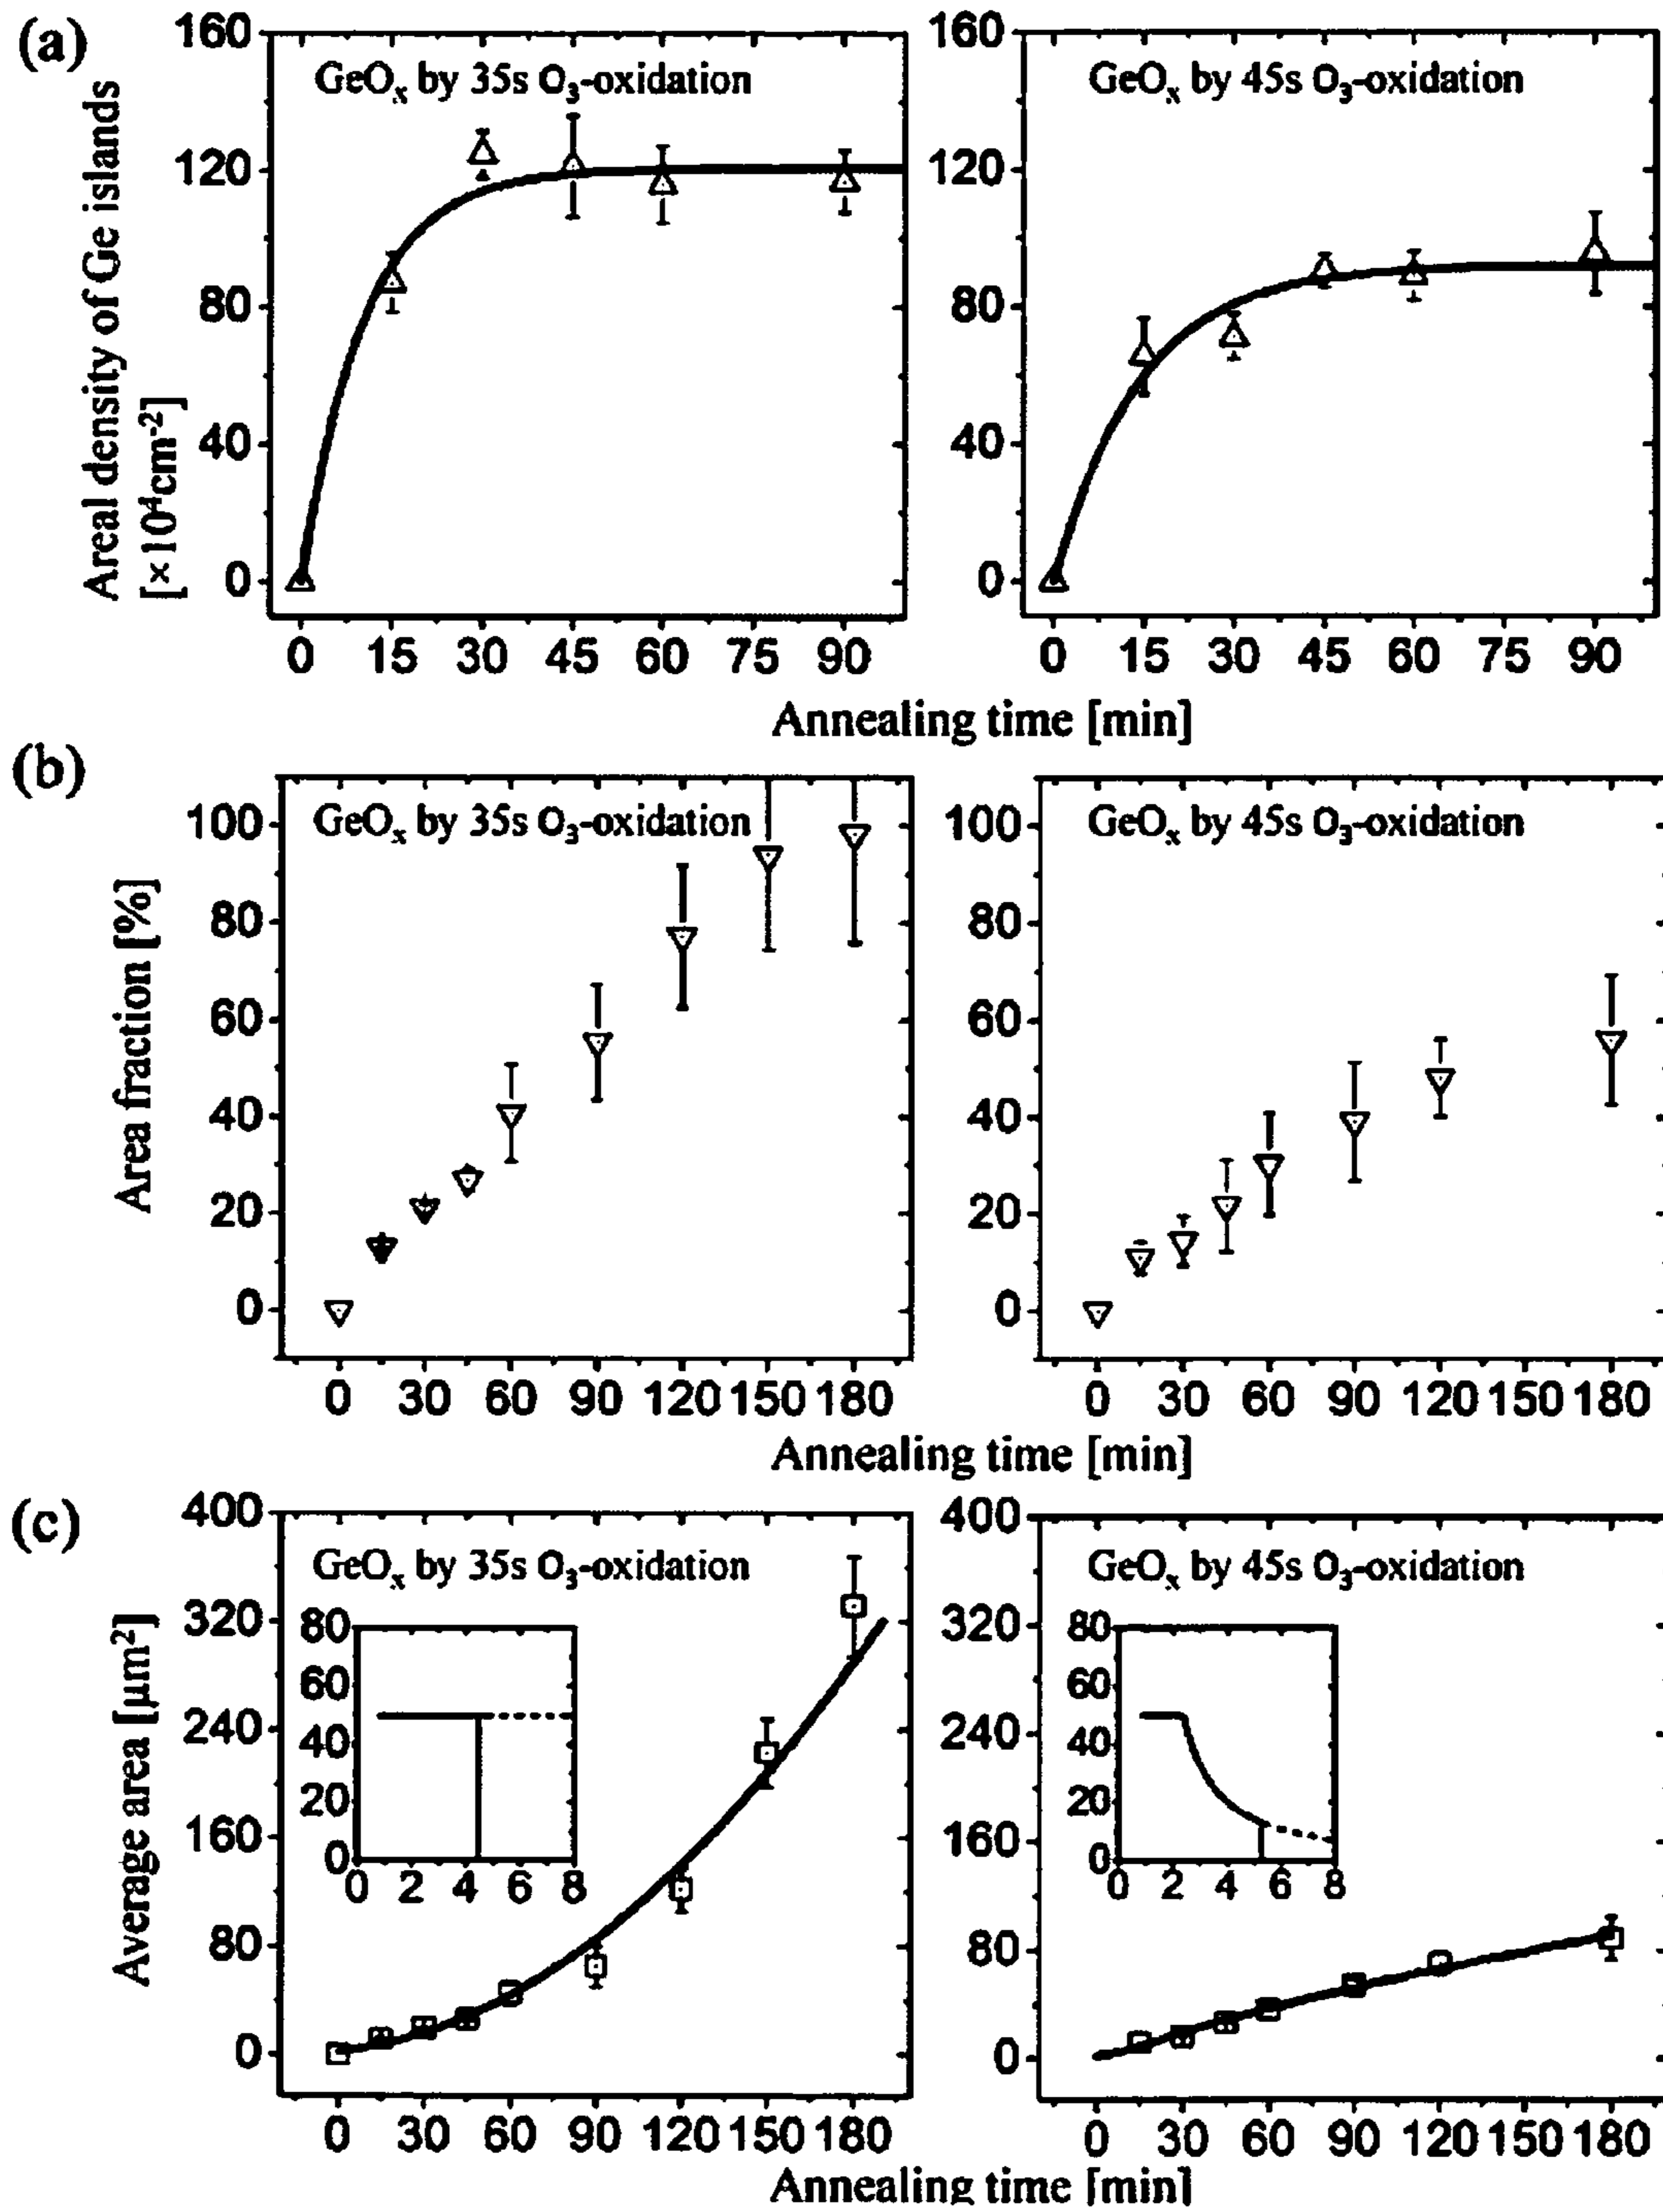 (a)
Areal density of Ge islands
[×10⁴cm⁻²]
160
120
80
40
0
GeOₓ by 35s O₃-oxidation
0 15 30 45 60 75 90
160
120
80
40
0
GeOₓ by 45s O₃-oxidation
0 15 30 45 60 75 90
Annealing time [min]
(b)
Area fraction [%]
100
80
60
40
20
0
GeOₓ by 35s O₃-oxidation
0 30 60 90 120 150 180
100
80
60
40
20
0
GeOₓ by 45s O₃-oxidation
0 30 60 90 120 150 180
Annealing time [min]
(c)
Average area [μm²]
400
320
240
160
80
0
GeOₓ by 35s O₃-oxidation
80
60
40
20
0
0 2 4 6 8
0 30 60 90 120 150 180
400
320
240
160
80
0
GeOₓ by 45s O₃-oxidation
80
60
40
20
0
0 2 4 6 8
0 30 60 90 120 150 180
Annealing time [min]